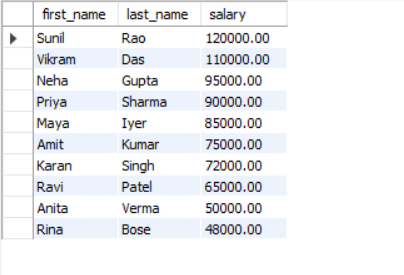 first_name last_name salary
Sunil Rao 120000.00
Vikram Das 110000.00
Neha Gupta 95000.00
Priya Sharma 90000.00
Maya Iyer 85000.00
Amit Kumar 75000.00
Karan Singh 72000.00
Ravi Patel 65000.00
Anita Verma 50000.00
Rina Bose 48000.00